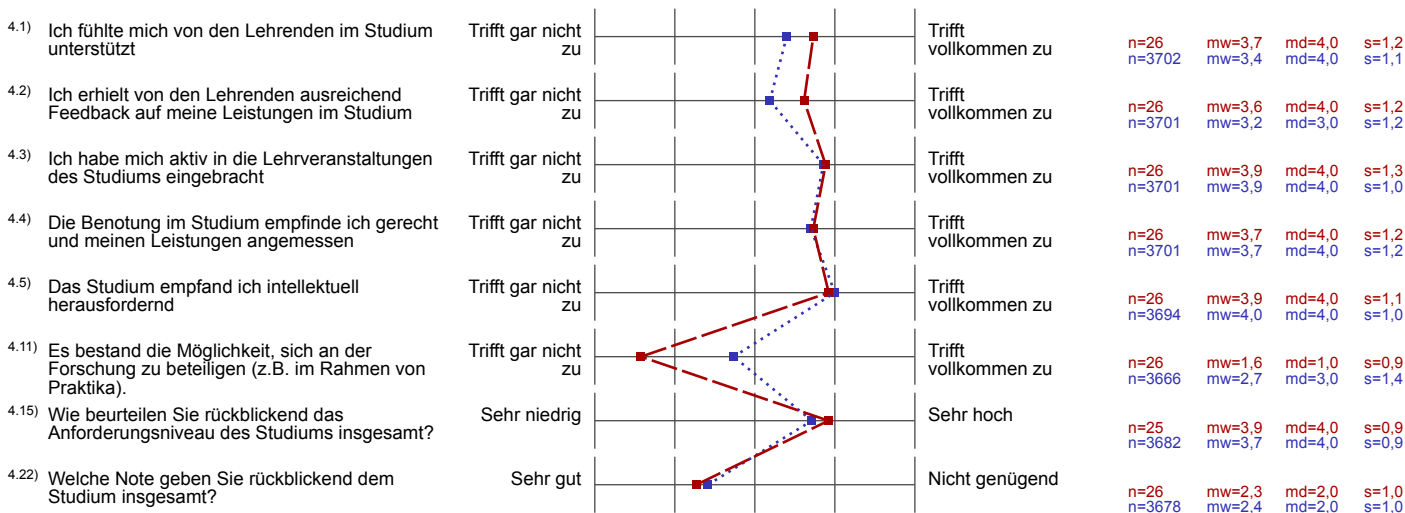 4.1) Ich fühlte mich von den Lehrenden im Studium
unterstützt
Trifft gar nicht
zu
Trifft
vollkommen zu
n=26 mw=3,7 md=4,0 s=1,2
n=3702 mw=3,4 md=4,0 s=1,1
4.2) Ich erhielt von den Lehrenden ausreichend
Feedback auf meine Leistungen im Studium
Trifft gar nicht
zu
Trifft
vollkommen zu
n=26 mw=3,6 md=4,0 s=1,2
n=3701 mw=3,2 md=3,0 s=1,2
4.3) Ich habe mich aktiv in die Lehrveranstaltungen
des Studiums eingebracht
Trifft gar nicht
zu
Trifft
vollkommen zu
n=26 mw=3,9 md=4,0 s=1,3
n=3701 mw=3,9 md=4,0 s=1,0
4.4) Die Benotung im Studium empfinde ich gerecht
und meinen Leistungen angemessen
Trifft gar nicht
zu
Trifft
vollkommen zu
n=26 mw=3,7 md=4,0 s=1,2
n=3701 mw=3,7 md=4,0 s=1,2
4.5) Das Studium empfand ich intellektuell
herausfordernd
Trifft gar nicht
zu
Trifft
vollkommen zu
n=26 mw=3,9 md=4,0 s=1,1
n=3694 mw=4,0 md=4,0 s=1,0
4.11) Es bestand die Möglichkeit, sich an der
Forschung zu beteiligen (z.B. im Rahmen von
Praktika).
Trifft gar nicht
zu
Trifft
vollkommen zu
n=26 mw=1,6 md=1,0 s=0,9
n=3666 mw=2,7 md=3,0 s=1,4
4.15) Wie beurteilen Sie rückblickend das
Anforderungsniveau des Studiums insgesamt?
Sehr niedrig
Sehr hoch
n=25 mw=3,9 md=4,0 s=0,9
n=3682 mw=3,7 md=4,0 s=0,9
4.22) Welche Note geben Sie rückblickend dem
Studium insgesamt?
Sehr gut
Nicht genügend
n=26 mw=2,3 md=2,0 s=1,0
n=3678 mw=2,4 md=2,0 s=1,0